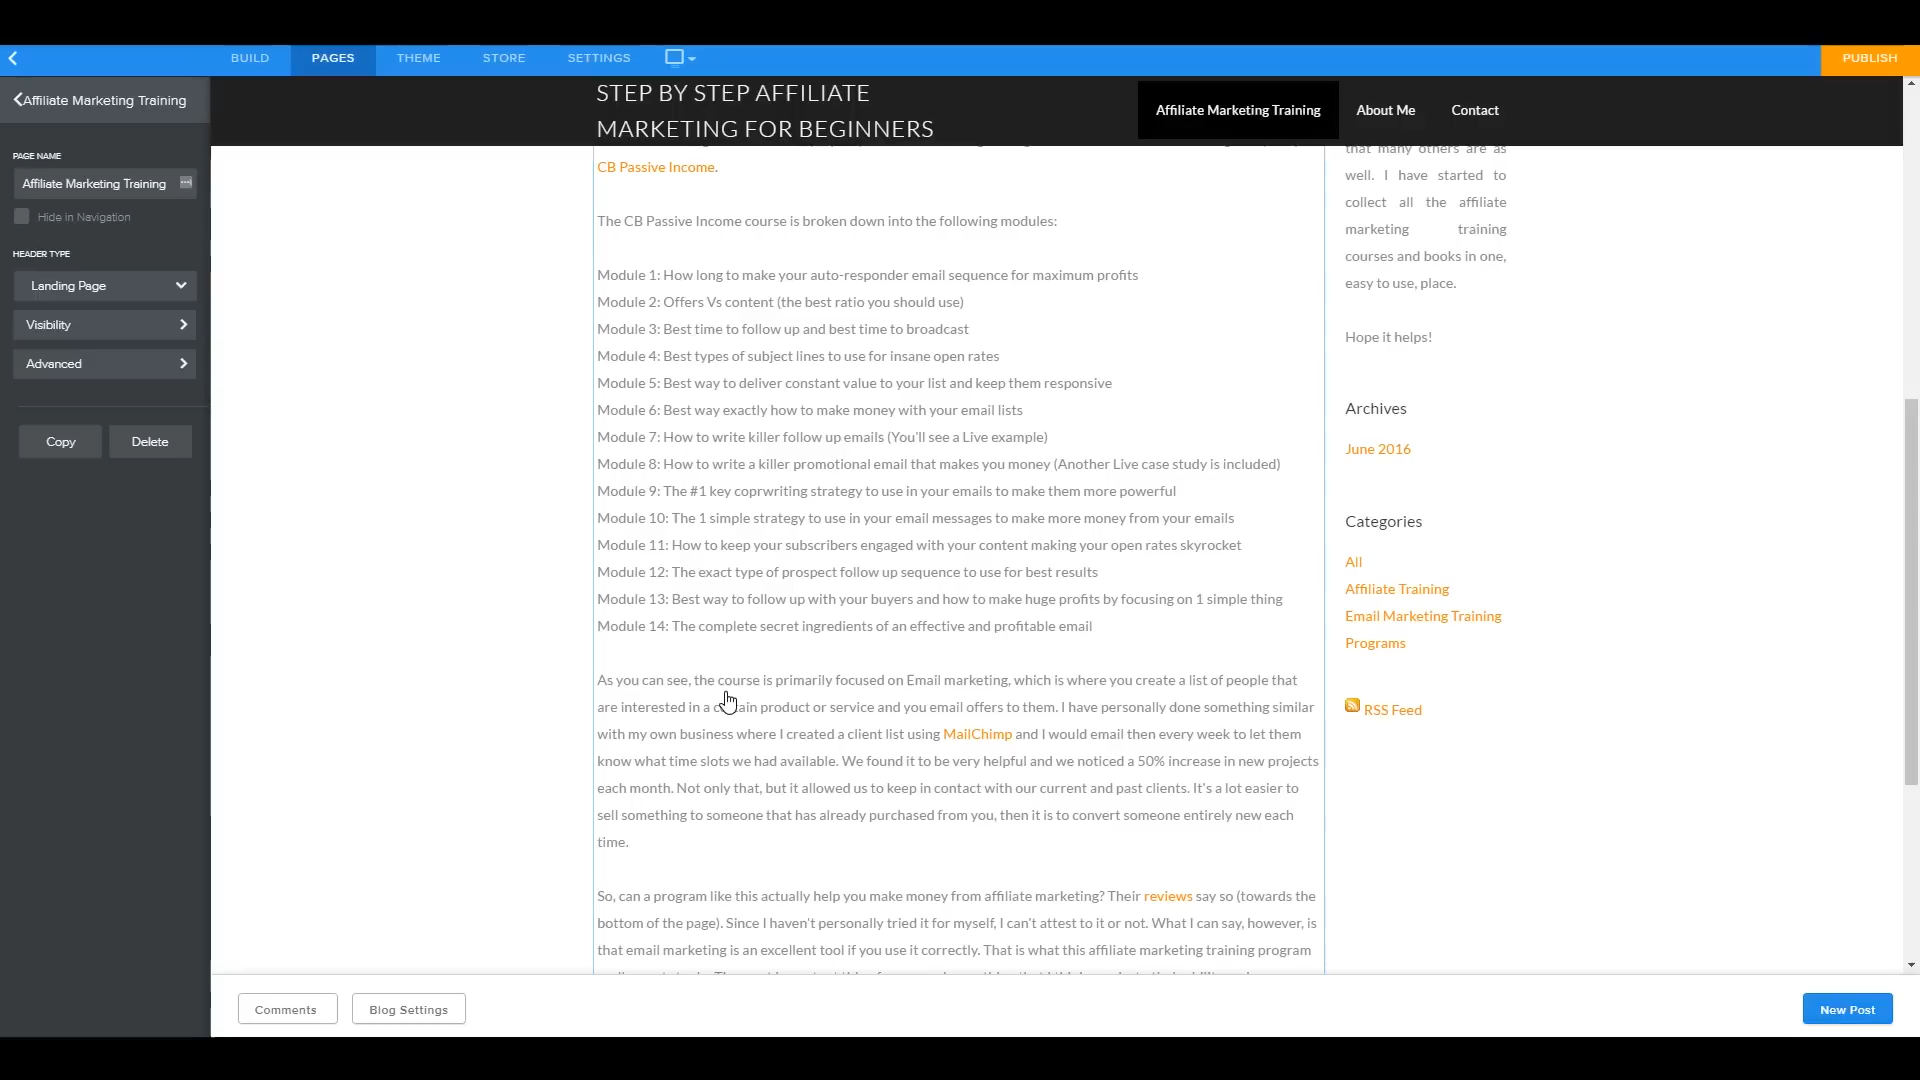 BUILD
PAGES
THEME
STORE
SETTINGS
PUBLISH
Affiliate Marketing Training
PAGE NAME
Affiliate Marketing Training
Hide in Navigation
HEADER TYPE
Landing Page
Visibility
Advanced
Copy
Delete
STEP BY STEP AFFILIATE
MARKETING FOR BEGINNERS
Affiliate Marketing Training
About Me
Contact
CB Passive Income.
The CB Passive Income course is broken down into the following modules:
Module 1: How long to make your auto-responder email sequence for maximum profits
Module 2: Offers Vs content (the best ratio you should use)
Module 3: Best time to follow up and best time to broadcast
Module 4: Best types of subject lines to use for insane open rates
Module 5: Best way to deliver constant value to your list and keep them responsive
Module 6: Best way exactly how to make money with your email lists
Module 7: How to write killer follow up emails (You'll see a Live example)
Module 8: How to write a killer promotional email that makes you money (Another Live case study is included)
Module 9: The #1 key coprwriting strategy to use in your emails to make them more powerful
Module 10: The 1 simple strategy to use in your email messages to make more money from your emails
Module 11: How to keep your subscribers engaged with your content making your open rates skyrocket
Module 12: The exact type of prospect follow up sequence to use for best results
Module 13: Best way to follow up with your buyers and how to make huge profits by focusing on 1 simple thing
Module 14: The complete secret ingredients of an effective and profitable email
As you can see, the course is primarily focused on Email marketing, which is where you create a list of people that
are interested in a product or service and you email offers to them. I have personally done something similar
with my own business where I created a client list using MailChimp and I would email then every week to let them
know what time slots we had available. We found it to be very helpful and we noticed a 50% increase in new projects
each month. Not only that, but it allowed us to keep in contact with our current and past clients. It's a lot easier to
sell something to someone that has already purchased from you, then it is to convert someone entirely new each
time.
So, can a program like this actually help you make money from affiliate marketing? Their reviews say so (towards the
bottom of the page). Since I haven't personally tried it for myself, I can't attest to it or not. What I can say, however, is
that email marketing is an excellent tool if you use it correctly. That is what this affiliate marketing training program
that many others are as
well. I have started to
collect all the affiliate
marketing training
courses and books in one,
easy to use, place.
Hope it helps!
Archives
June 2016
Categories
All
Affiliate Training
Email Marketing Training
Programs
RSS Feed
Comments
Blog Settings
New Post